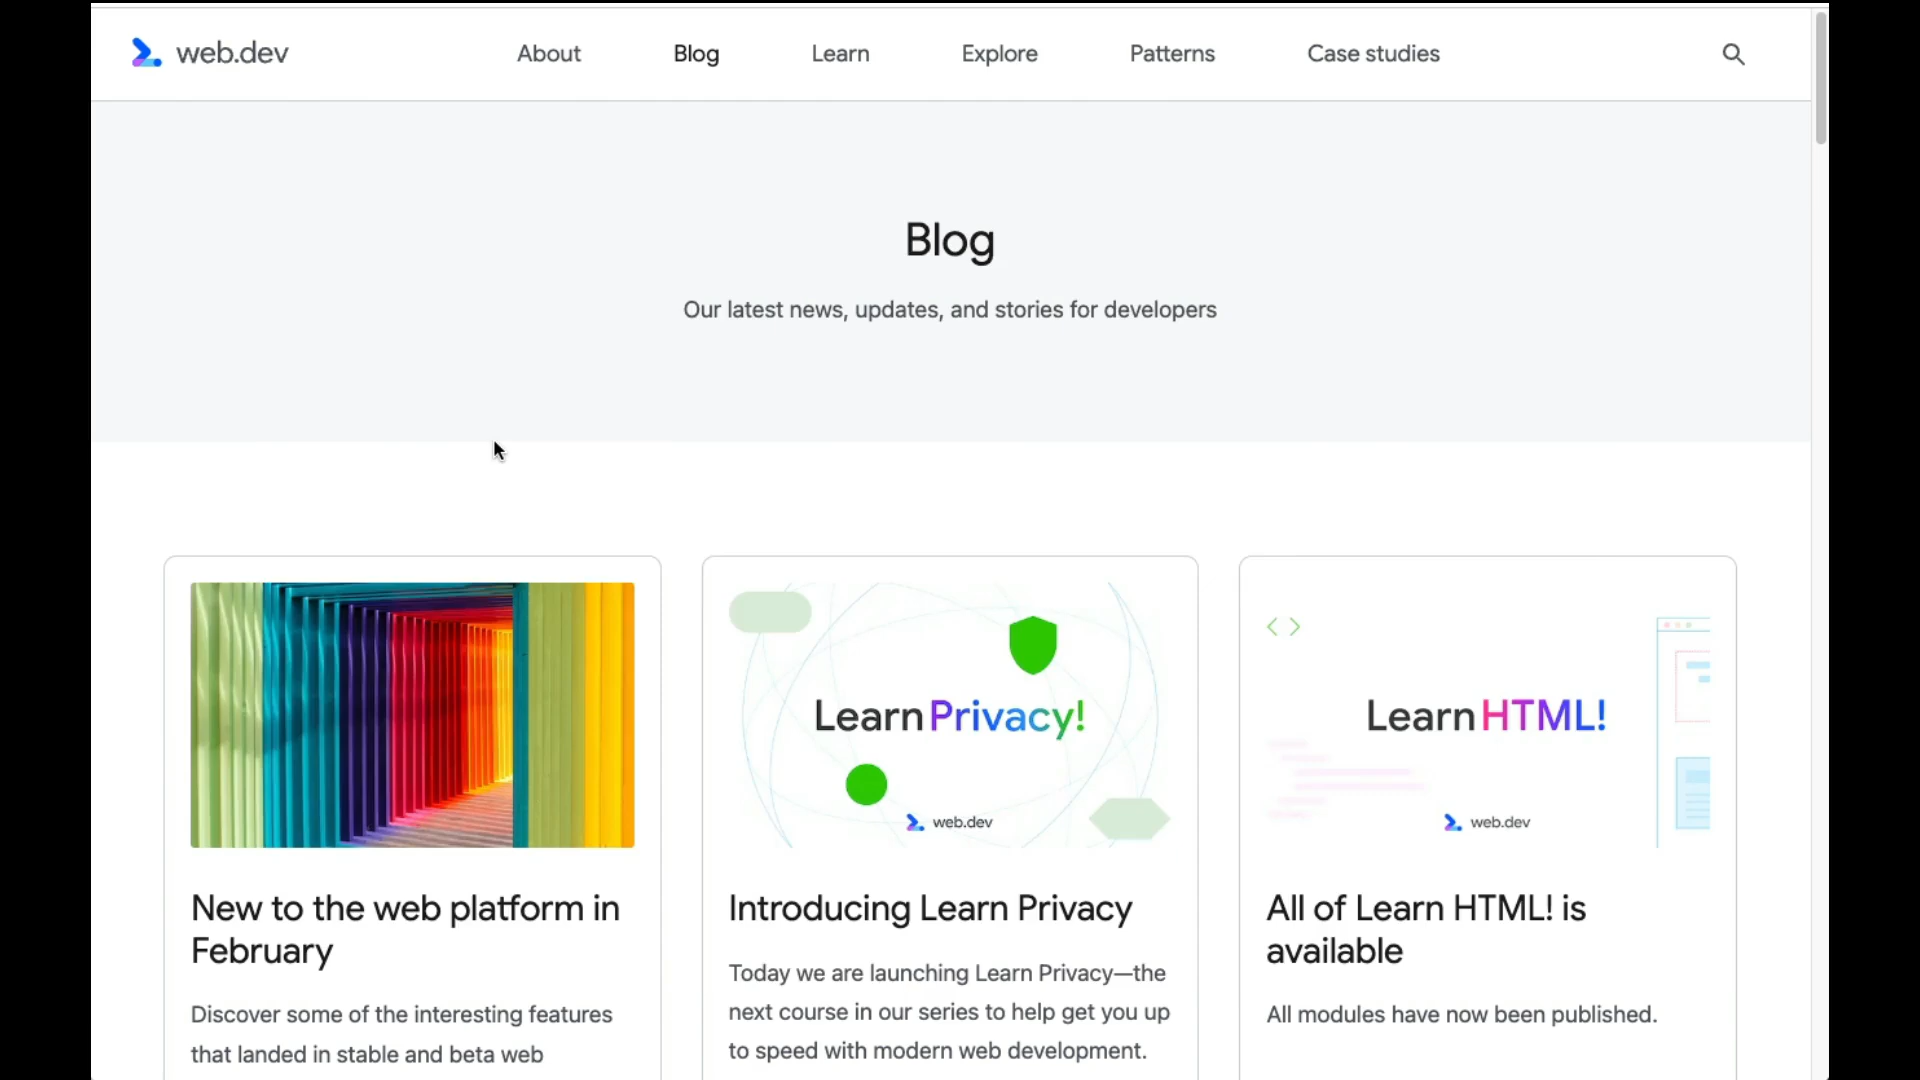 web.dev
About
Blog
Learn
Explore
Patterns
Case studies
Blog
Our latest news, updates, and stories for developers
Learn Privacy!
web.dev
< >
Learn HTML!
web.dev
New to the web platform in
February
Discover some of the interesting features
that landed in stable and beta web
Introducing Learn Privacy
Today we are launching Learn Privacy—the
next course in our series to help get you up
to speed with modern web development.
All of Learn HTML! is
available
All modules have now been published.